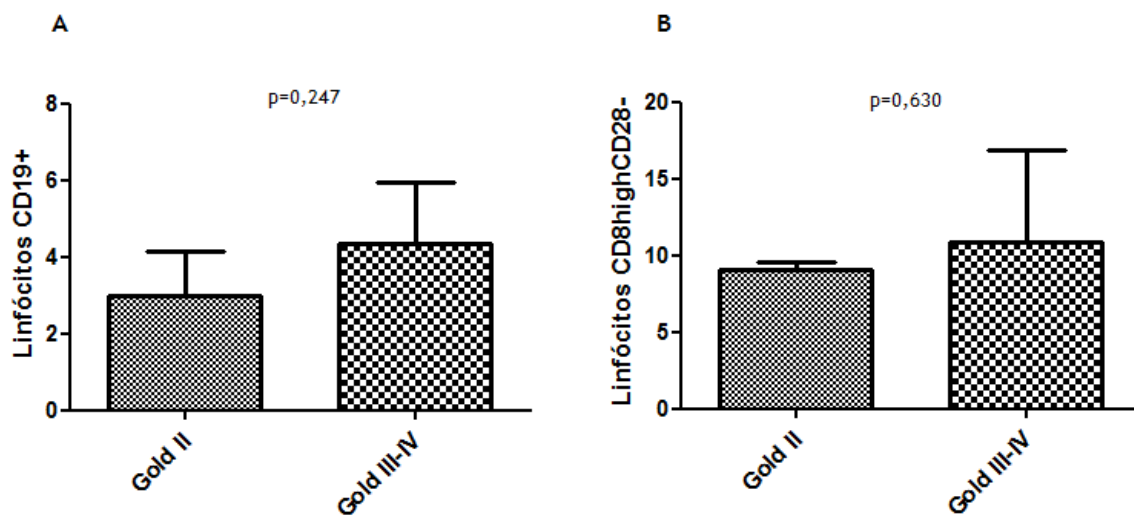 A
p=0,247
Linfócitos CD19+
8
6
4
2
0
Gold II
Gold III-IV
B
p=0,630
Linfócitos CD8highCD28-
20
15
10
5
0
Gold II
Gold III-IV